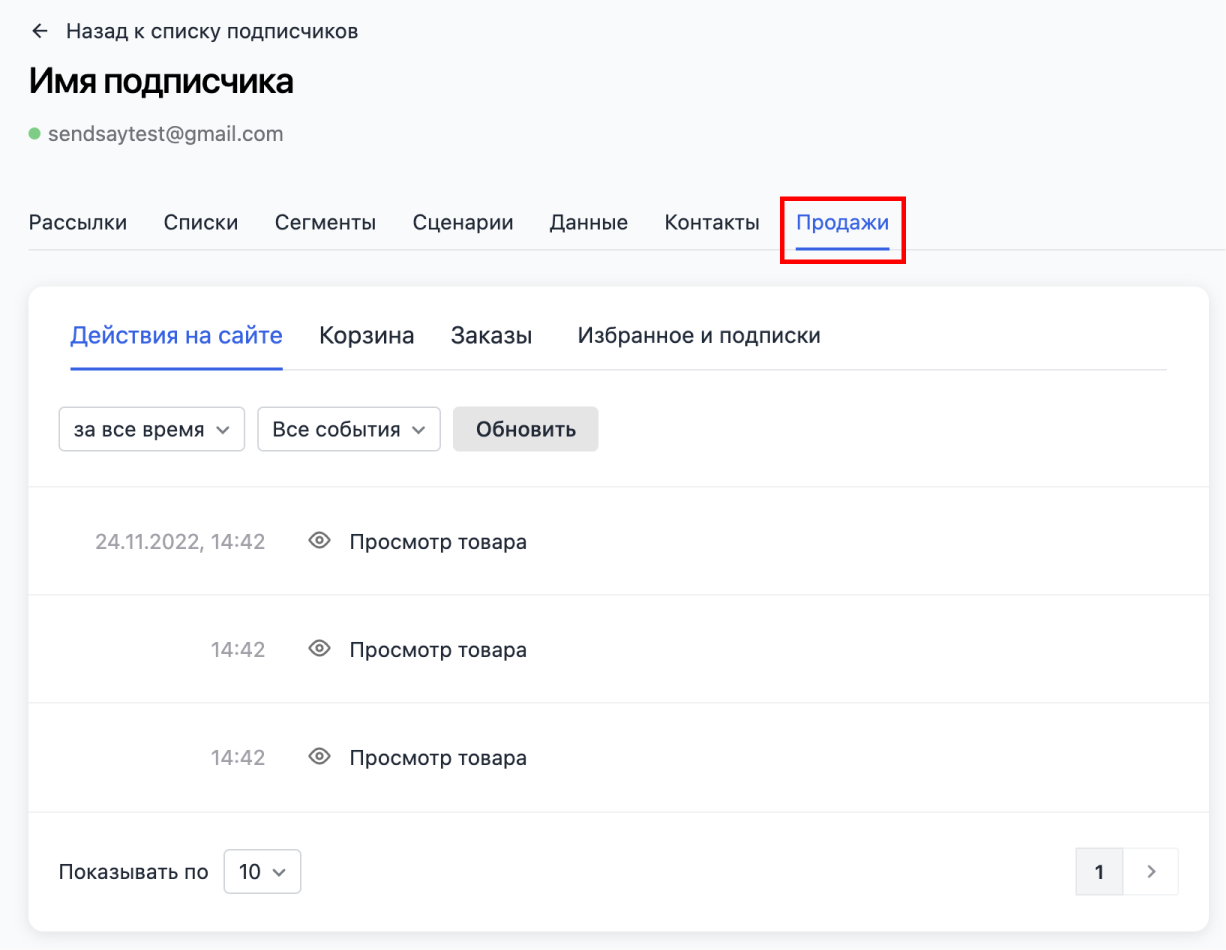 Назад к списку подписчиков
Имя подписчика
sendsaytest@gmail.com
Рассылки Списки Сегменты Сценарии Данные Контакты Продажи
Действия на сайте Корзина Заказы Избранное и подписки
за все время Все события Обновить
24.11.2022, 14:42 Просмотр товара
14:42 Просмотр товара
14:42 Просмотр товара
Показывать по 10 1